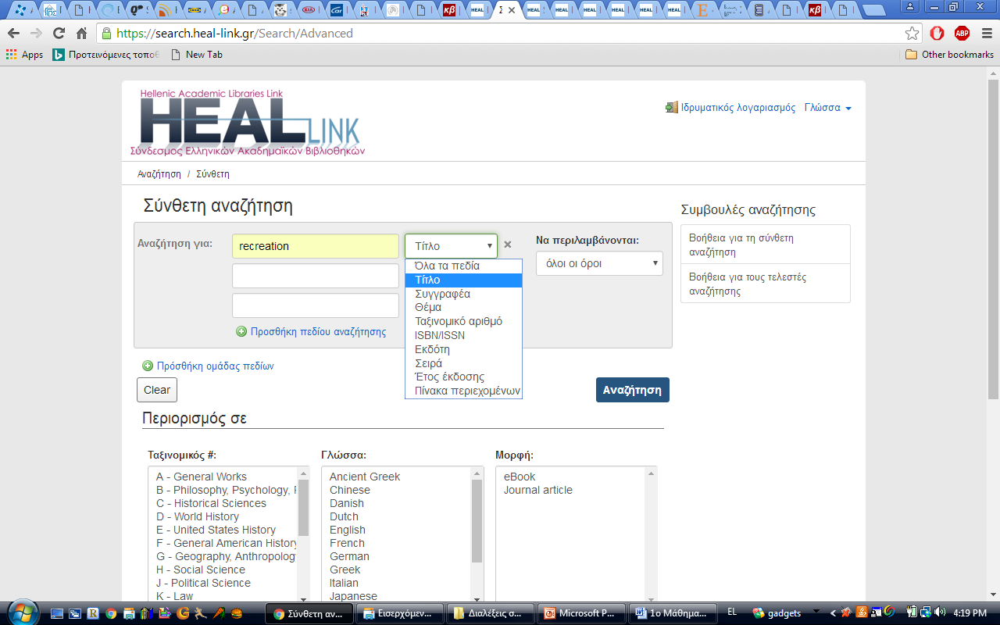 https://search.heal-link.gr/Search/Advanced
Apps
Προτεινόμενες τοποθ
New Tab
Other bookmarks
Hellenic Academic Libraries Link
HEAL LINK
Σύνδεσμος Ελληνικών Ακαδημαϊκών Βιβλιοθηκών
Ιδρυματικός λογαριασμός
Γλώσσα
Αναζήτηση / Σύνθετη
Σύνθετη αναζήτηση
Αναζήτηση για:
recreation
Τίτλο
Όλα τα πεδία
Τίτλο
Συγγραφέα
Θέμα
Ταξινομικό αριθμό
ISBN/ISSN
Εκδότη
Σειρά
Έτος έκδοσης
Πίνακα περιεχομένων
Να περιλαμβάνονται:
όλοι οι όροι
Προσθήκη πεδίου αναζήτησης
Πρόσθήκη ομάδας πεδίων
Clear
Αναζήτηση
Συμβουλές αναζήτησης
Βοήθεια για τη σύνθετη
αναζήτηση
Βοήθεια για τους τελεστές
αναζήτησης
Περιορισμός σε
Ταξινομικός #:
A - General Works
B - Philosophy, Psychology,
C - Historical Sciences
D - World History
E - United States History
F - General American History
G - Geography, Anthropology
H - Social Science
J - Political Science
K - Law
Γλώσσα:
Ancient Greek
Chinese
Danish
Dutch
English
French
German
Greek
Italian
Japanese
Μορφή:
eBook
Journal article
Σύνθετη αν...
Εισερχόμεν...
Διαλέξεις σ...
Microsoft P...
1ο Μάθημα...
EL
gadgets
4:19 PM